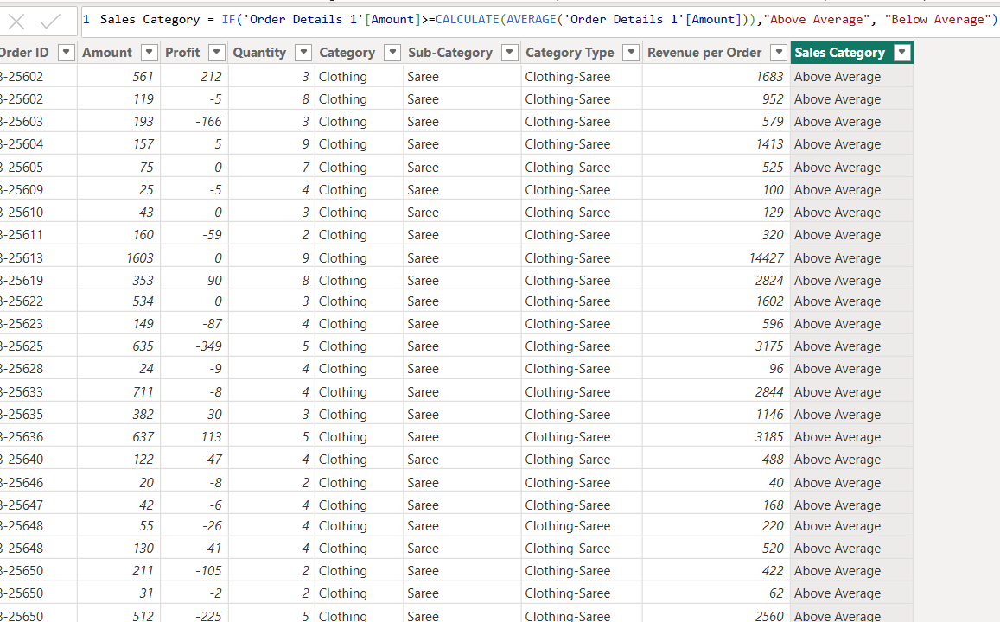 1 Sales Category = IF('Order Details 1'[Amount]>=CALCULATE(AVERAGE('Order Details 1'[Amount])),"Above Average", "Below Average")
Order ID Amount Profit Quantity Category Sub-Category Category Type Revenue per Order Sales Category
B-25602 561 212 3 Clothing Saree Clothing-Saree 1683 Above Average
B-25602 119 -5 8 Clothing Saree Clothing-Saree 952 Above Average
B-25603 193 -166 3 Clothing Saree Clothing-Saree 579 Above Average
B-25604 157 5 9 Clothing Saree Clothing-Saree 1413 Above Average
B-25605 75 0 7 Clothing Saree Clothing-Saree 525 Above Average
B-25609 25 -5 4 Clothing Saree Clothing-Saree 100 Above Average
B-25610 43 0 3 Clothing Saree Clothing-Saree 129 Above Average
B-25611 160 -59 2 Clothing Saree Clothing-Saree 320 Above Average
B-25613 1603 0 9 Clothing Saree Clothing-Saree 14427 Above Average
B-25619 353 90 8 Clothing Saree Clothing-Saree 2824 Above Average
B-25622 534 0 3 Clothing Saree Clothing-Saree 1602 Above Average
B-25623 149 -87 4 Clothing Saree Clothing-Saree 596 Above Average
B-25625 635 -349 5 Clothing Saree Clothing-Saree 3175 Above Average
B-25628 24 -9 4 Clothing Saree Clothing-Saree 96 Above Average
B-25633 711 -8 4 Clothing Saree Clothing-Saree 2844 Above Average
B-25635 382 30 3 Clothing Saree Clothing-Saree 1146 Above Average
B-25636 637 113 5 Clothing Saree Clothing-Saree 3185 Above Average
B-25640 122 -47 4 Clothing Saree Clothing-Saree 488 Above Average
B-25646 20 -8 2 Clothing Saree Clothing-Saree 40 Above Average
B-25647 42 -6 4 Clothing Saree Clothing-Saree 168 Above Average
B-25648 55 -26 4 Clothing Saree Clothing-Saree 220 Above Average
B-25648 130 -41 4 Clothing Saree Clothing-Saree 520 Above Average
B-25650 211 -105 2 Clothing Saree Clothing-Saree 422 Above Average
B-25650 31 -2 2 Clothing Saree Clothing-Saree 62 Above Average
B-25650 512 -225 5 Clothing Saree Clothing-Saree 2560 Above Average